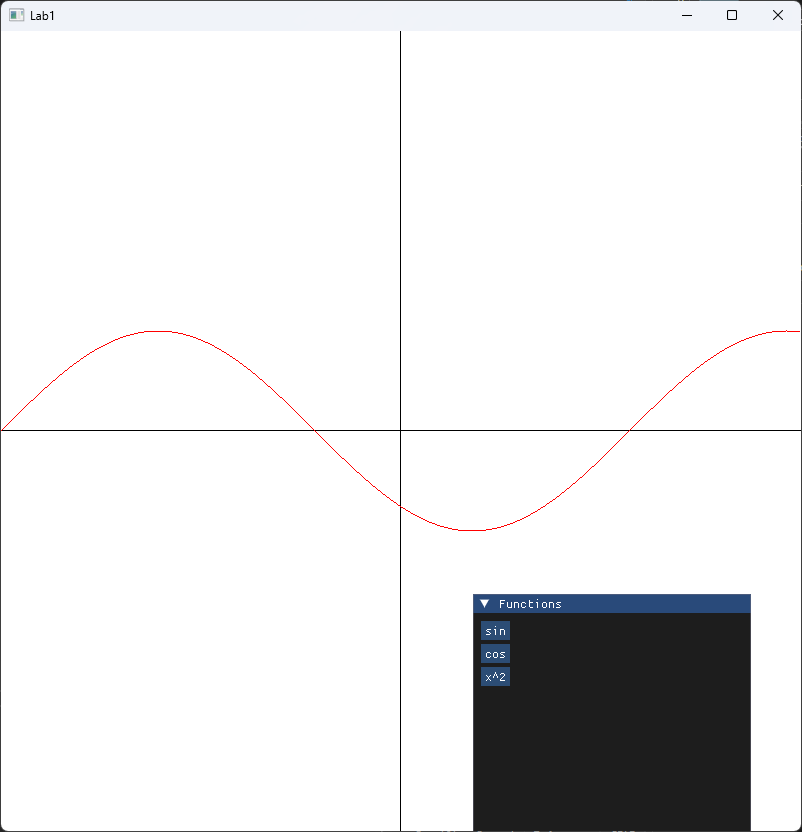 Lab1
▼ Functions
sin
cos
x^2